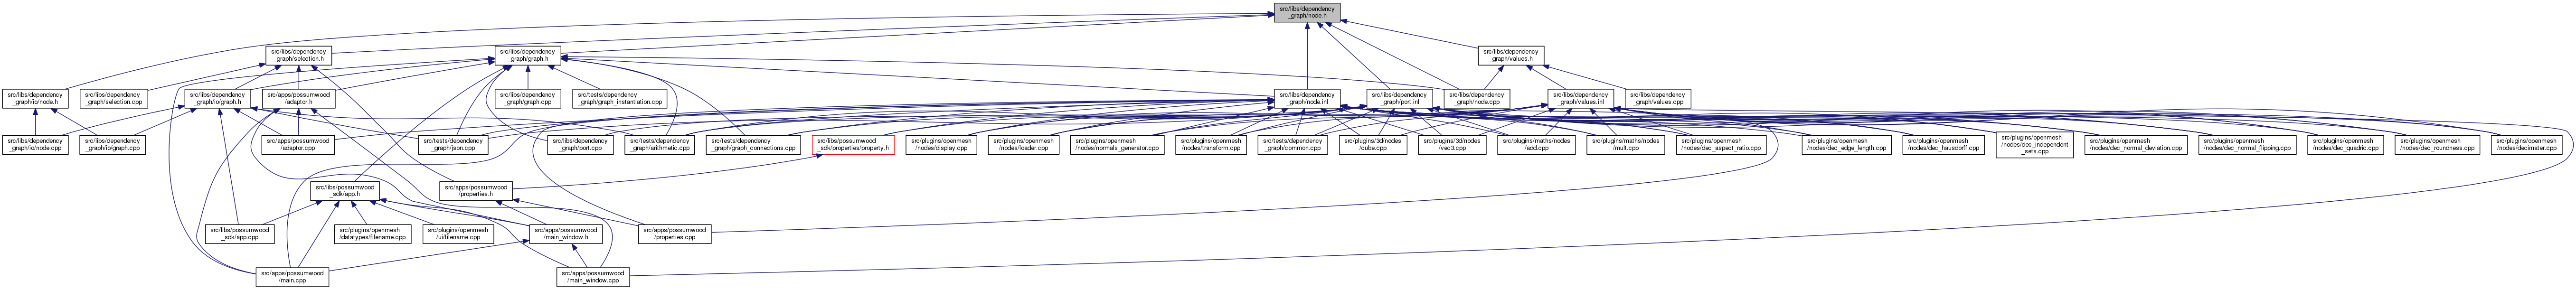 src/libs/dependency
_graph/node.h
src/libs/dependency
_graph/selection.h
src/libs/dependency
_graph/graph.h
src/libs/dependency
_graph/values.h
src/libs/dependency
_graph/io/node.h
src/libs/dependency
_graph/selection.cpp
src/libs/dependency
_graph/io/graph.h
src/apps/possumwood
/adaptor.h
src/libs/dependency
_graph/graph.cpp
src/tests/dependency
_graph/graph_instantiation.cpp
src/libs/dependency
_graph/node.inl
src/libs/dependency
_graph/port.inl
src/libs/dependency
_graph/node.cpp
src/libs/dependency
_graph/values.inl
src/libs/dependency
_graph/values.cpp
src/libs/dependency
_graph/io/node.cpp
src/libs/dependency
_graph/io/graph.cpp
src/apps/possumwood
/adaptor.cpp
src/tests/dependency
_graph/json.cpp
src/libs/dependency
_graph/port.cpp
src/tests/dependency
_graph/arithmetic.cpp
src/tests/dependency
_graph/graph_connections.cpp
src/libs/possumwood
_sdk/properties/property.h
src/plugins/openmesh
/nodes/display.cpp
src/plugins/openmesh
/nodes/loader.cpp
src/plugins/openmesh
/nodes/normals_generator.cpp
src/plugins/openmesh
/nodes/transform.cpp
src/tests/dependency
_graph/common.cpp
src/plugins/3d/nodes
/cube.cpp
src/plugins/3d/nodes
/vec3.cpp
src/plugins/maths/nodes
/add.cpp
src/plugins/maths/nodes
/mult.cpp
src/plugins/openmesh
/nodes/dec_aspect_ratio.cpp
src/plugins/openmesh
/nodes/dec_edge_length.cpp
src/plugins/openmesh
/nodes/dec_hausdorff.cpp
src/plugins/openmesh
/nodes/dec_independent
_sets.cpp
src/plugins/openmesh
/nodes/dec_normal_deviation.cpp
src/plugins/openmesh
/nodes/dec_normal_flipping.cpp
src/plugins/openmesh
/nodes/dec_quadric.cpp
src/plugins/openmesh
/nodes/dec_roundness.cpp
src/plugins/openmesh
/nodes/decimater.cpp
src/libs/possumwood
_sdk/app.h
src/apps/possumwood
/properties.h
src/libs/possumwood
_sdk/app.cpp
src/plugins/openmesh
/datatypes/filename.cpp
src/plugins/openmesh
/ui/filename.cpp
src/apps/possumwood
/main_window.h
src/apps/possumwood
/properties.cpp
src/apps/possumwood
/main.cpp
src/apps/possumwood
/main_window.cpp